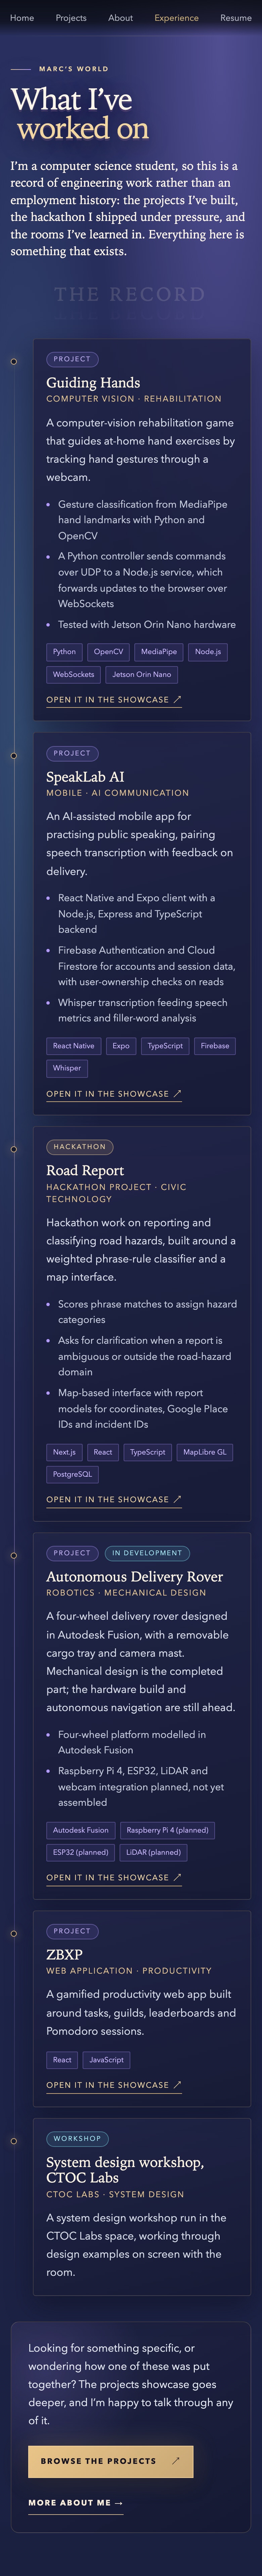 Home Projects About Experience Resume
MARC'S WORLD
What I've
worked on
I'm a computer science student, so this is a
record of engineering work rather than an
employment history: the projects I've built,
the hackathon I shipped under pressure, and
the rooms I've learned in. Everything here is
something that exists.
THE RECORD
PROJECT
Guiding Hands
COMPUTER VISION · REHABILITATION
A computer-vision rehabilitation game
that guides at-home hand exercises by
tracking hand gestures through a
webcam.
• Gesture classification from MediaPipe
hand landmarks with Python and
OpenCV
• A Python controller sends commands
over UDP to a Node.js service, which
forwards updates to the browser over
WebSockets
• Tested with Jetson Orin Nano hardware
Python OpenCV MediaPipe Node.js
WebSockets Jetson Orin Nano
OPEN IT IN THE SHOWCASE ↗
PROJECT
SpeakLab AI
MOBILE · AI COMMUNICATION
An AI-assisted mobile app for
practising public speaking, pairing
speech transcription with feedback on
delivery.
• React Native and Expo client with a
Node.js, Express and TypeScript
backend
• Firebase Authentication and Cloud
Firestore for accounts and session data,
with user-ownership checks on reads
• Whisper transcription feeding speech
metrics and filler-word analysis
React Native Expo TypeScript Firebase
Whisper
OPEN IT IN THE SHOWCASE ↗
HACKATHON
Road Report
HACKATHON PROJECT · CIVIC
TECHNOLOGY
Hackathon work on reporting and
classifying road hazards, built around a
weighted phrase-rule classifier and a
map interface.
• Scores phrase matches to assign hazard
categories
• Asks for clarification when a report is
ambiguous or outside the road-hazard
domain
• Map-based interface with report
models for coordinates, Google Place
IDs and incident IDs
Next.js React TypeScript MapLibre GL
PostgreSQL
OPEN IT IN THE SHOWCASE ↗
PROJECT IN DEVELOPMENT
Autonomous Delivery Rover
ROBOTICS · MECHANICAL DESIGN
A four-wheel delivery rover designed
in Autodesk Fusion, with a removable
cargo tray and camera mast.
Mechanical design is the completed
part; the hardware build and
autonomous navigation are still ahead.
• Four-wheel platform modelled in
Autodesk Fusion
• Raspberry Pi 4, ESP32, LiDAR and
webcam integration planned, not yet
assembled
Autodesk Fusion Raspberry Pi 4 (planned)
ESP32 (planned) LiDAR (planned)
OPEN IT IN THE SHOWCASE ↗
PROJECT
ZBXP
WEB APPLICATION · PRODUCTIVITY
A gamified productivity web app built
around tasks, guilds, leaderboards and
Pomodoro sessions.
React JavaScript
OPEN IT IN THE SHOWCASE ↗
WORKSHOP
System design workshop,
CTOC Labs
CTOC LABS · SYSTEM DESIGN
A system design workshop run in the
CTOC Labs space, working through
design examples on screen with the
room.
Looking for something specific, or
wondering how one of these was put
together? The projects showcase goes
deeper, and I'm happy to talk through any
of it.
BROWSE THE PROJECTS ↗
MORE ABOUT ME →